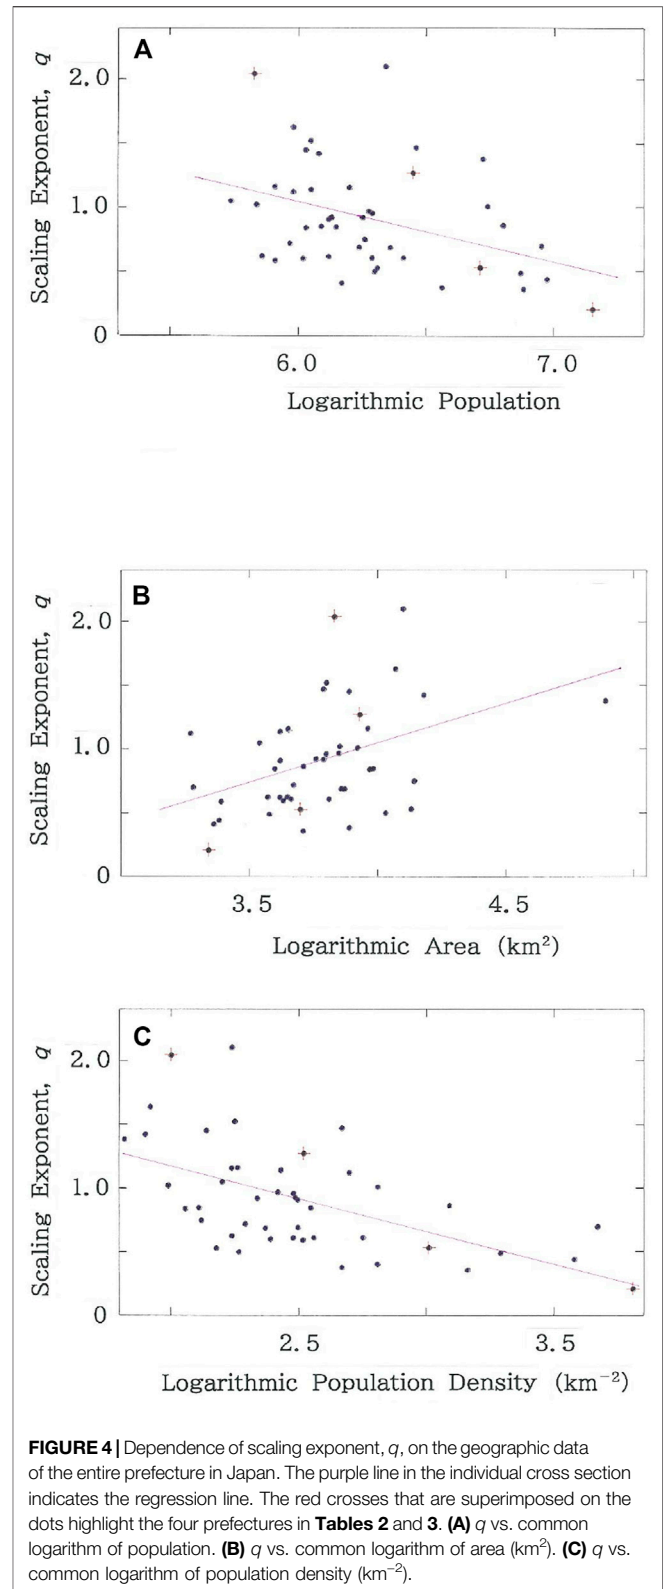 A
Scaling Exponent, q
2.0
1.0
0
6.0 7.0
Logarithmic Population
B
Scaling Exponent, q
2.0
1.0
0
3.5 4.5
Logarithmic Area (km²)
C
Scaling Exponent, q
2.0
1.0
0
2.5 3.5
Logarithmic Population Density (km⁻²)
FIGURE 4 | Dependence of scaling exponent, q, on the geographic data
of the entire prefecture in Japan. The purple line in the individual cross section
indicates the regression line. The red crosses that are superimposed on the
dots highlight the four prefectures in Tables 2 and 3. (A) q vs. common
logarithm of population. (B) q vs. common logarithm of area (km²). (C) q vs.
common logarithm of population density (km⁻²).